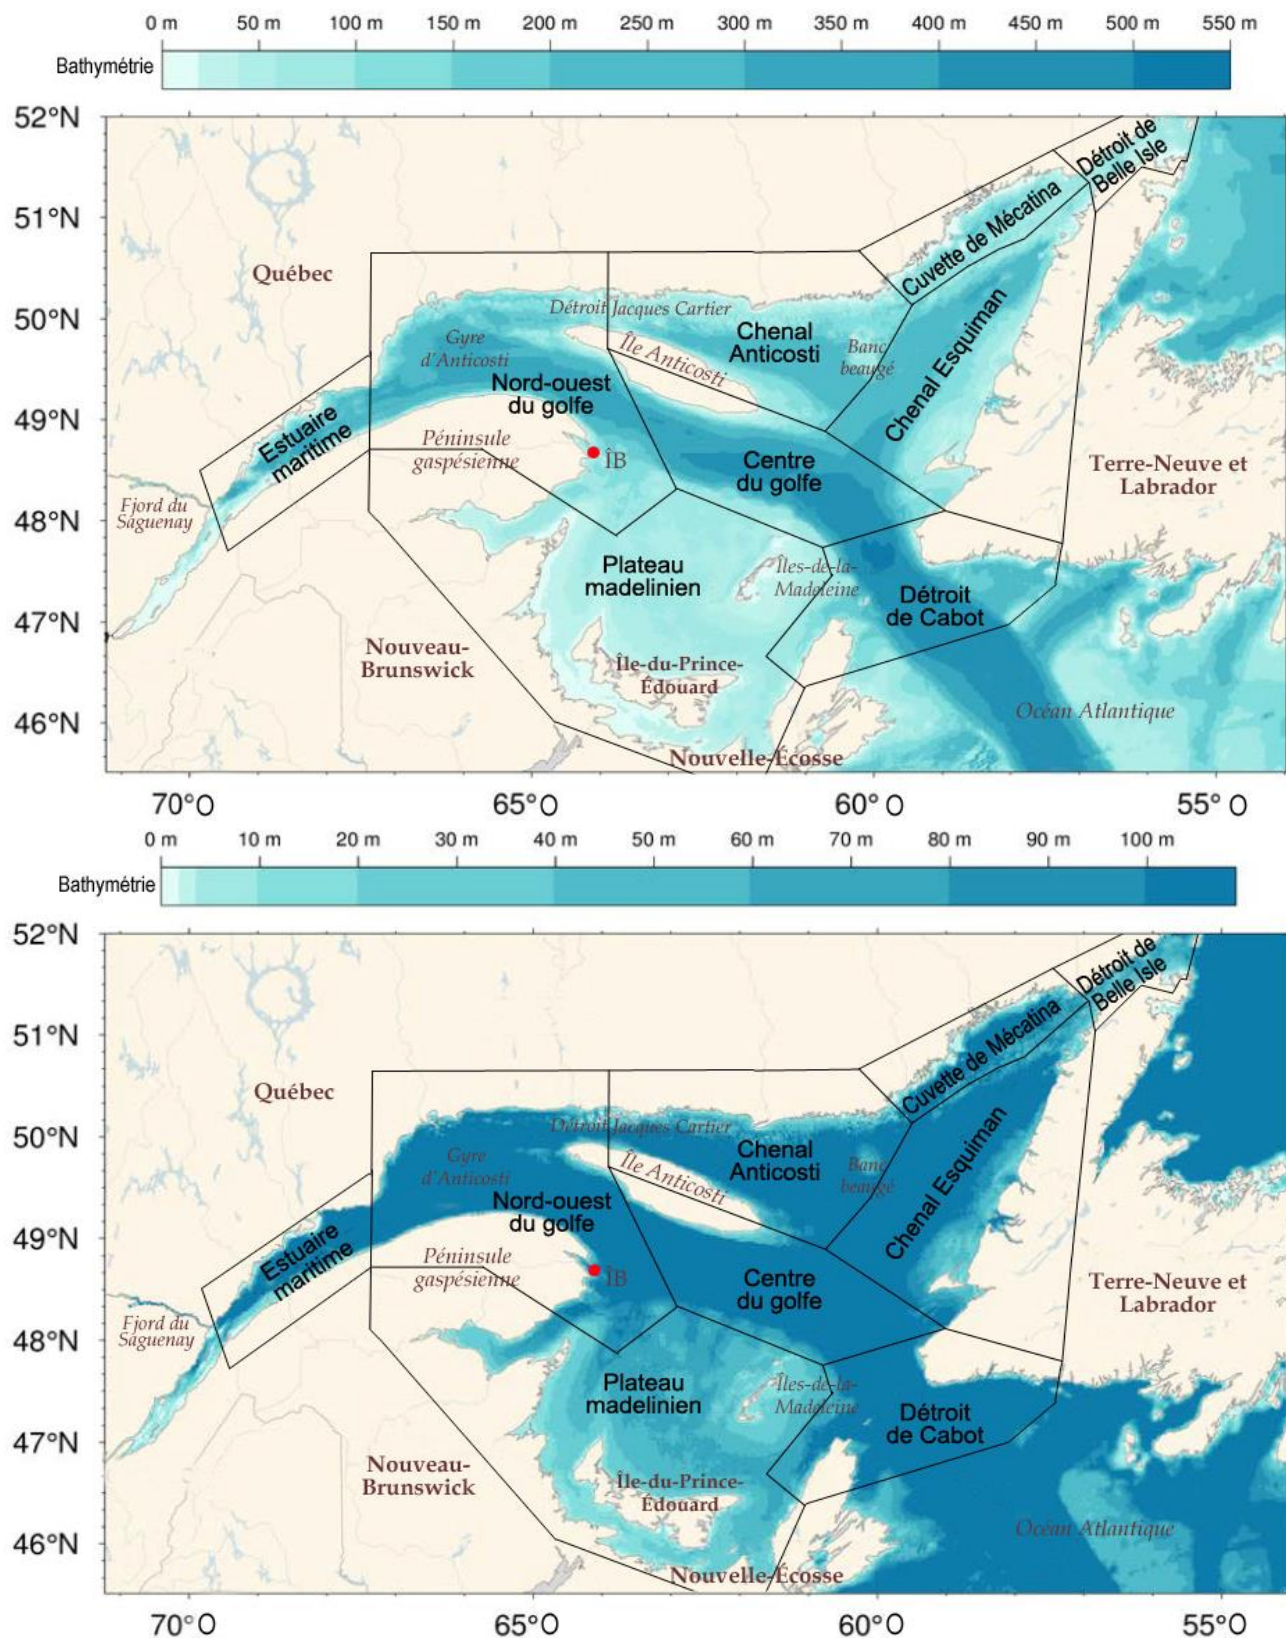 0 m 50 m 100 m 150 m 200 m 250 m 300 m 350 m 400 m 450 m 500 m 550 m
Bathymétrie
52°N
51°N
50°N
49°N
48°N
47°N
46°N
70°O 65°O 60°O 55°O
Détroit de
Belle Isle
Cuvette de Mécatina
Québec
Détroit Jacques Cartier
Chenal
Anticosti
Gyre
d'Anticosti
Île Anticosti
Banc
beaugé
Chenal Esquiman
Nord-ouest
du golfe
Estuaire
maritime
Péninsule
gaspésienne
ÎB
Centre
du golfe
Terre-Neuve et
Labrador
Fjord du
Saguenay
Plateau
madelinien
Îles-de-la-
Madeleine
Détroit
de Cabot
Nouveau-
Brunswick
Île-du-Prince-
Édouard
Océan Atlantique
Nouvelle-Écosse
0 m 10 m 20 m 30 m 40 m 50 m 60 m 70 m 80 m 90 m 100 m
Bathymétrie
52°N
51°N
50°N
49°N
48°N
47°N
46°N
70°O 65°O 60°O 55°O
Détroit de
Belle Isle
Cuvette de Mécatina
Québec
Détroit Jacques Cartier
Chenal
Anticosti
Gyre
d'Anticosti
Île Anticosti
Banc
beaugé
Chenal Esquiman
Nord-ouest
du golfe
Estuaire
maritime
Péninsule
gaspésienne
ÎB
Centre
du golfe
Terre-Neuve et
Labrador
Fjord du
Saguenay
Plateau
madelinien
Îles-de-la-
Madeleine
Détroit
de Cabot
Nouveau-
Brunswick
Île-du-Prince-
Édouard
Océan Atlantique
Nouvelle-Écosse